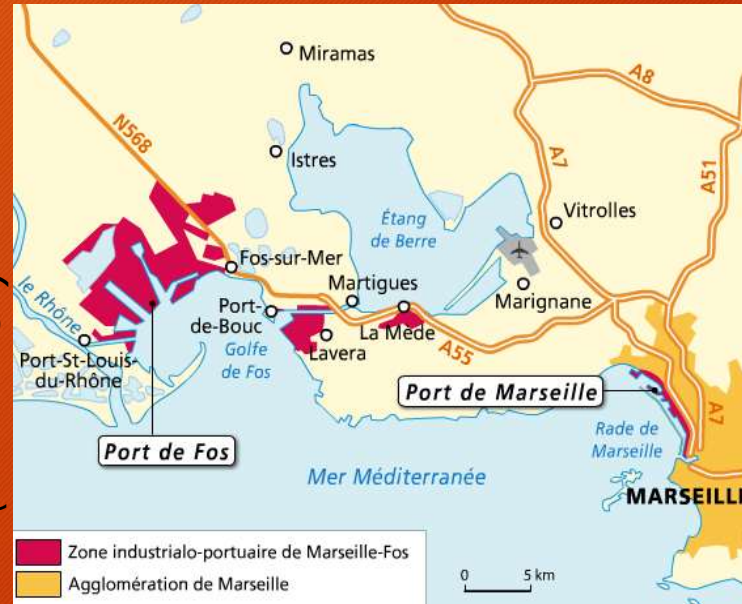 Miramas
A8
N568
Istres
A7
A51
Étang
de Berre
Vitrolles
Fos-sur-Mer
Martigues
Marignane
le Rhône
Port-
de-Bouc
La Mède
Golfe
de Fos
Lavera
A55
Port-St-Louis-
du-Rhône
Port de Marseille
A7
Port de Fos
Rade de
Marseille
Mer Méditerranée
MARSEILLE
Zone industrialo-portuaire de Marseille-Fos
Agglomération de Marseille
0 5 km